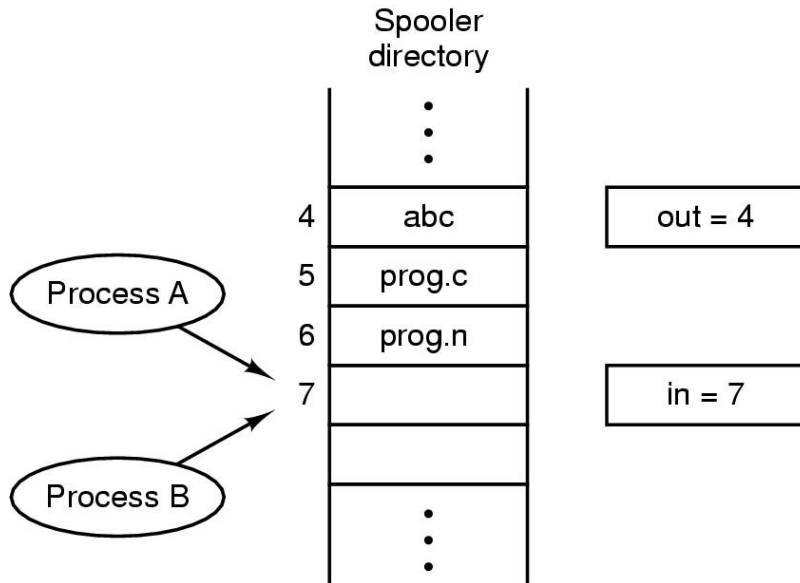 Spooler
directory
4
abc
out = 4
Process A
5
prog.c
6
prog.n
7
in = 7
Process B